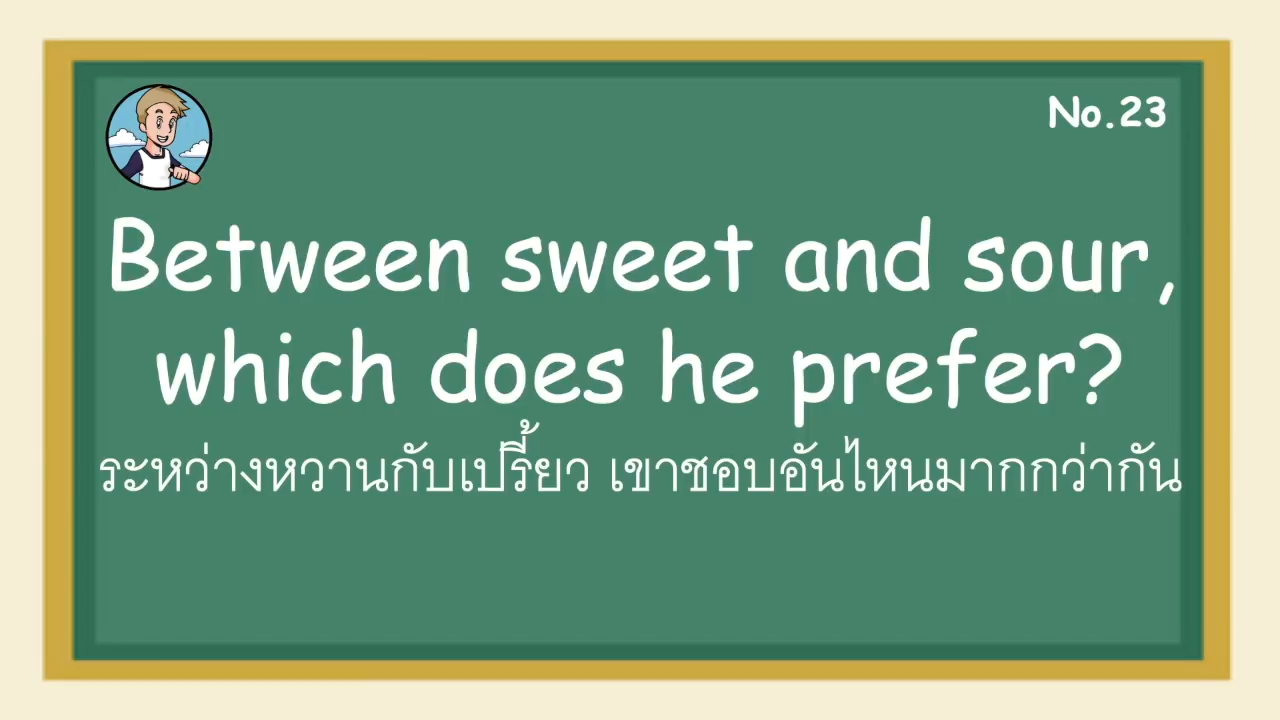 No.23
Between sweet and sour,
which does he prefer?
ระหว่างหวานกับเปรี้ยว เขาชอบอันไหนมากกว่ากัน